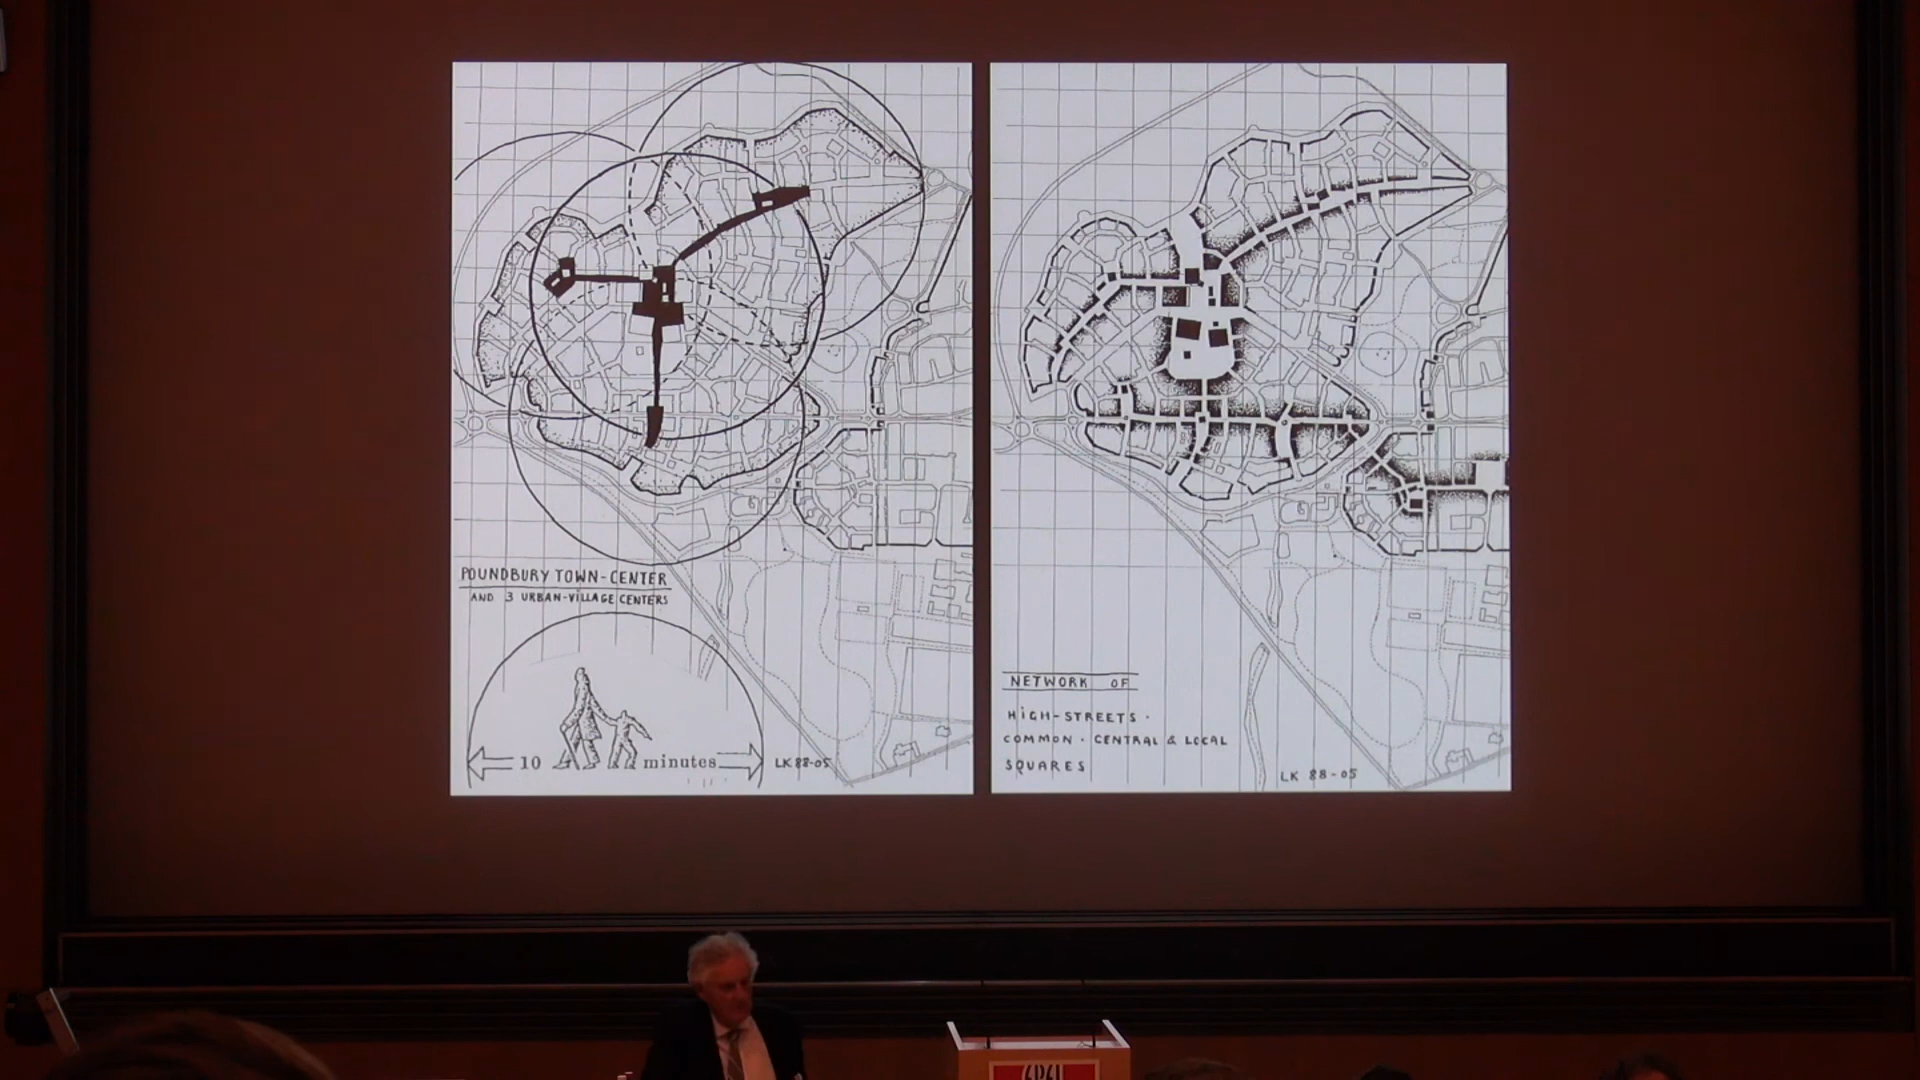 POUNDBURY TOWN-CENTER
AND 3 URBAN-VILLAGE CENTERS
10 minutes
LK 88-05
NETWORK OF
HIGH-STREETS ·
COMMON · CENTRAL & LOCAL
SQUARES
LK 88-05